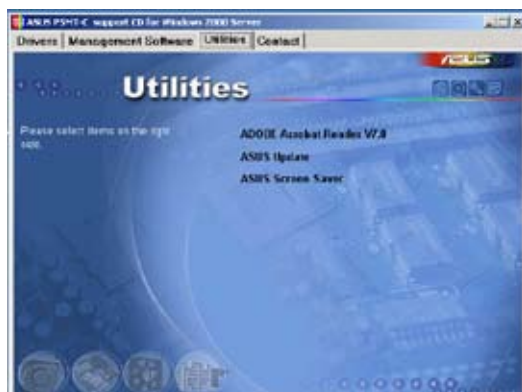 ASUS P5MT-C support CD for Windows 2000 Server
Drivers Management Software Utilities Contact
ASUS
Utilities
Please select items on the right
side.
ADOBE Acrobat Reader V7.0
ASUS Update
ASUS Screen Saver